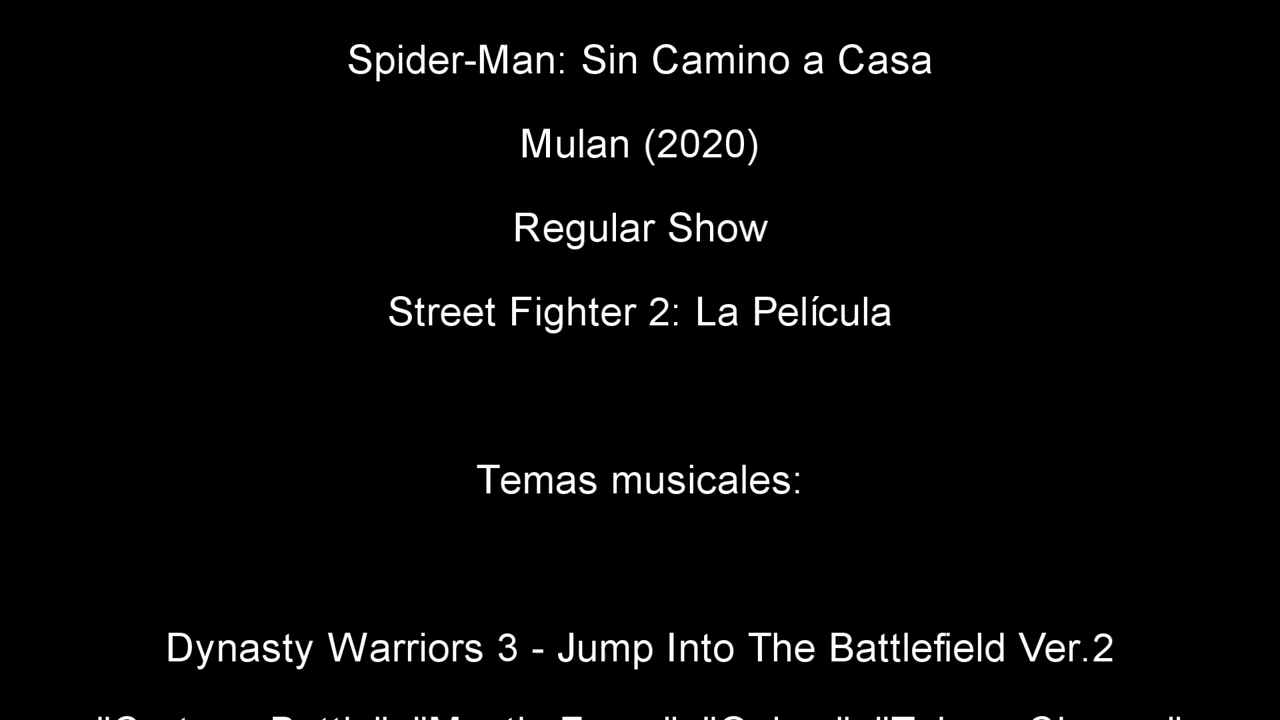 Spider-Man: Sin Camino a Casa
Mulan (2020)
Regular Show
Street Fighter 2: La Película
Temas musicales:
Dynasty Warriors 3 - Jump Into The Battlefield Ver.2